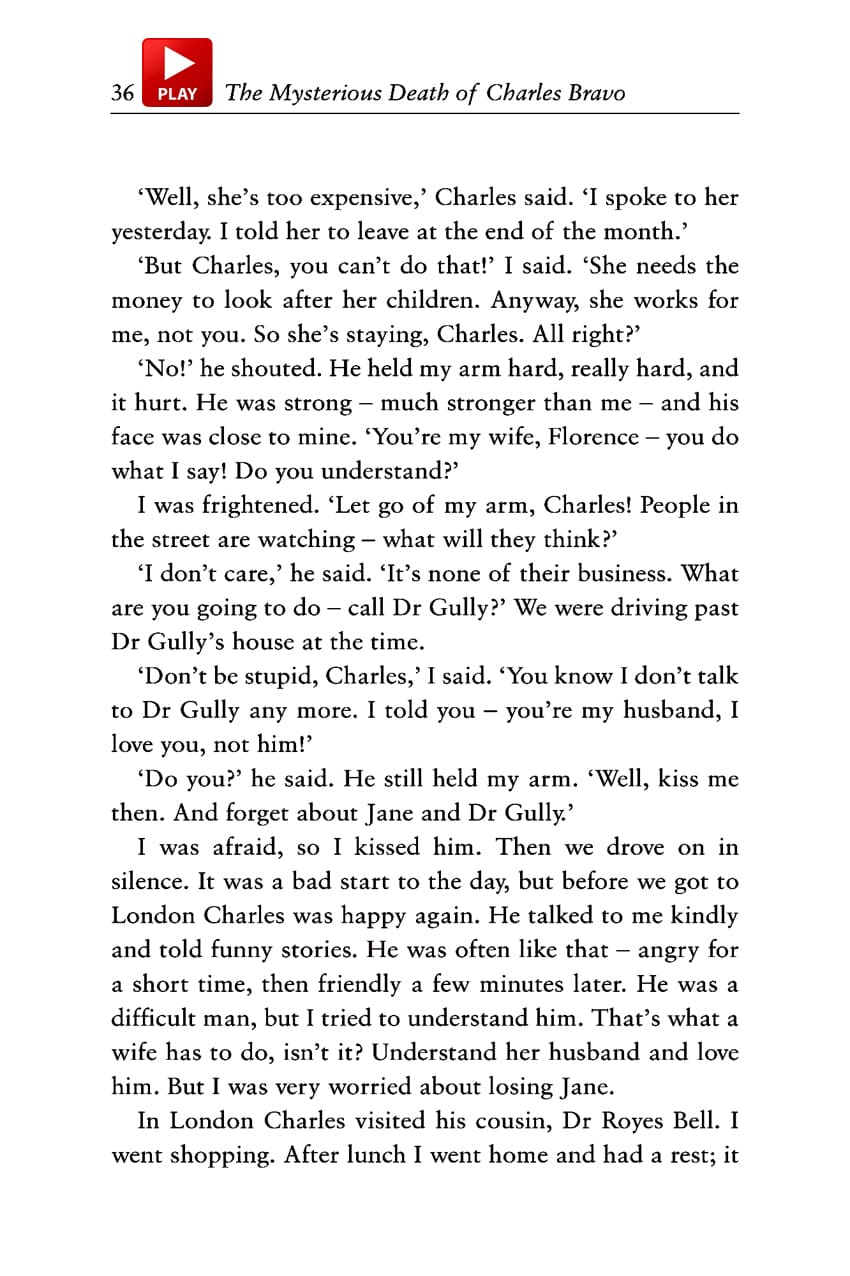 36 PLAY The Mysterious Death of Charles Bravo
‘Well, she’s too expensive,’ Charles said. ‘I spoke to her
yesterday. I told her to leave at the end of the month.’
‘But Charles, you can’t do that!’ I said. ‘She needs the
money to look after her children. Anyway, she works for
me, not you. So she’s staying, Charles. All right?’
‘No!’ he shouted. He held my arm hard, really hard, and
it hurt. He was strong – much stronger than me – and his
face was close to mine. ‘You’re my wife, Florence – you do
what I say! Do you understand?’
I was frightened. ‘Let go of my arm, Charles! People in
the street are watching – what will they think?’
‘I don’t care,’ he said. ‘It’s none of their business. What
are you going to do – call Dr Gully?’ We were driving past
Dr Gully’s house at the time.
‘Don’t be stupid, Charles,’ I said. ‘You know I don’t talk
to Dr Gully any more. I told you – you’re my husband, I
love you, not him!’
‘Do you?’ he said. He still held my arm. ‘Well, kiss me
then. And forget about Jane and Dr Gully.’
I was afraid, so I kissed him. Then we drove on in
silence. It was a bad start to the day, but before we got to
London Charles was happy again. He talked to me kindly
and told funny stories. He was often like that – angry for
a short time, then friendly a few minutes later. He was a
difficult man, but I tried to understand him. That’s what a
wife has to do, isn’t it? Understand her husband and love
him. But I was very worried about losing Jane.
In London Charles visited his cousin, Dr Royes Bell. I
went shopping. After lunch I went home and had a rest; it